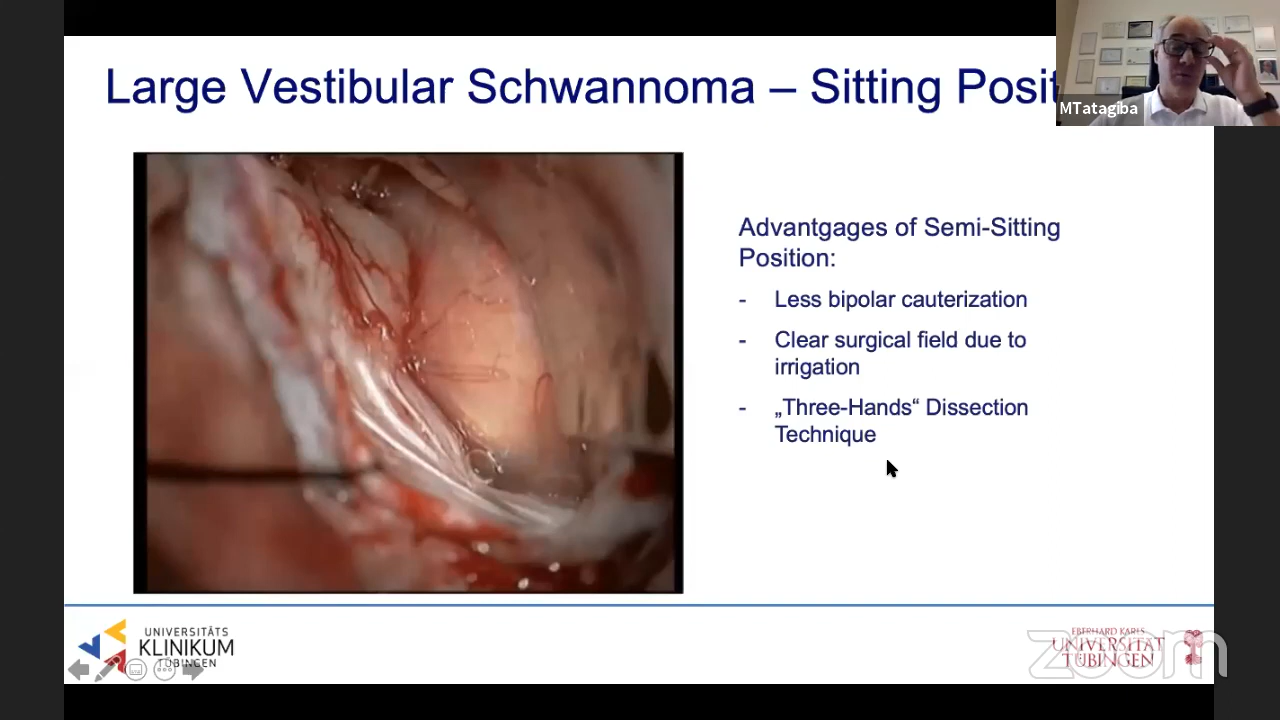 Large Vestibular Schwannoma – Sitting Posit
MTatagiba
Advantgages of Semi-Sitting
Position:
- Less bipolar cauterization
- Clear surgical field due to
irrigation
- „Three-Hands“ Dissection
Technique
UNIVERSITÄTS
KLINIKUM
TÜBINGEN
EBERHARD KARLS
UNIVERSITÄT
TÜBINGEN
zoom